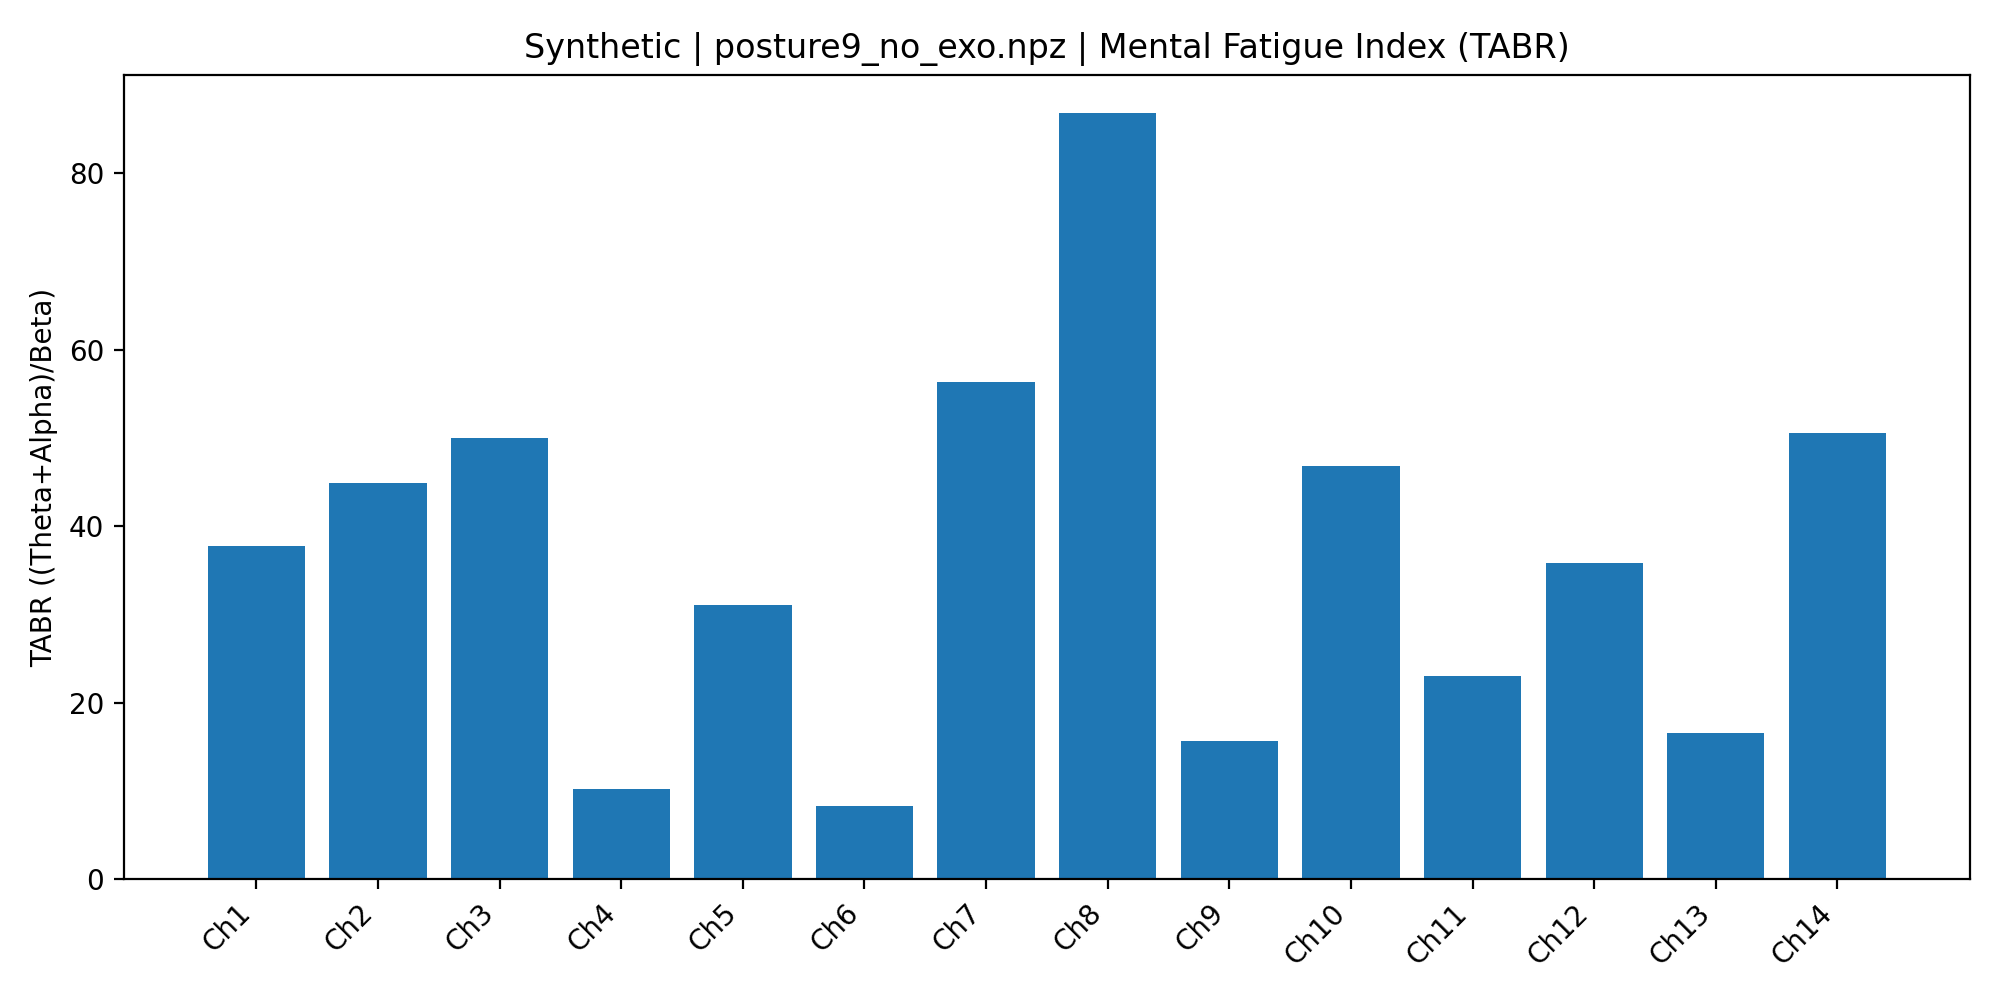 Synthetic | posture9_no_exo.npz | Mental Fatigue Index (TABR)
TABR ((Theta+Alpha)/Beta)
80
60
40
20
0
Ch1
Ch2
Ch3
Ch4
Ch5
Ch6
Ch7
Ch8
Ch9
Ch10
Ch11
Ch12
Ch13
Ch14